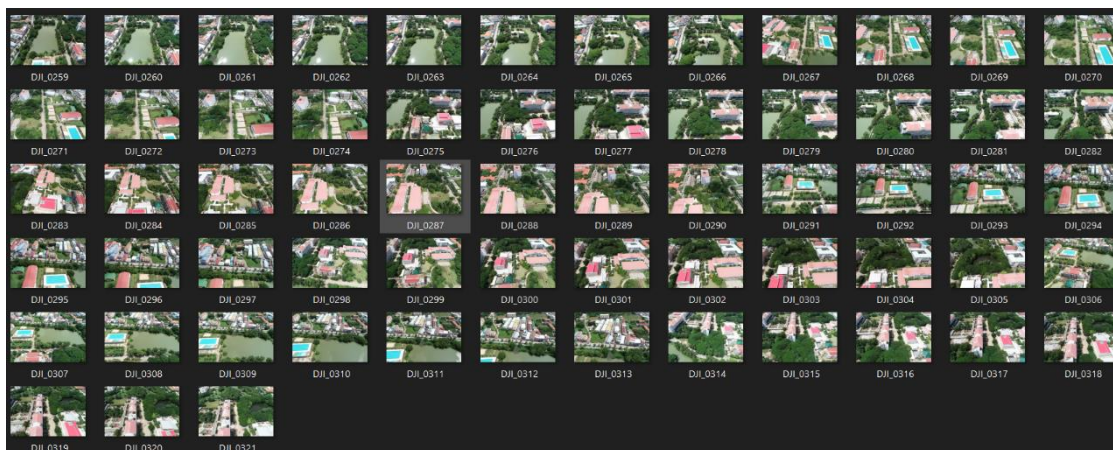 DJI_0259 DJI_0260 DJI_0261 DJI_0262 DJI_0263 DJI_0264 DJI_0265 DJI_0266 DJI_0267 DJI_0268 DJI_0269 DJI_0270
DJI_0271 DJI_0272 DJI_0273 DJI_0274 DJI_0275 DJI_0276 DJI_0277 DJI_0278 DJI_0279 DJI_0280 DJI_0281 DJI_0282
DJI_0283 DJI_0284 DJI_0285 DJI_0286 DJI_0287 DJI_0288 DJI_0289 DJI_0290 DJI_0291 DJI_0292 DJI_0293 DJI_0294
DJI_0295 DJI_0296 DJI_0297 DJI_0298 DJI_0299 DJI_0300 DJI_0301 DJI_0302 DJI_0303 DJI_0304 DJI_0305 DJI_0306
DJI_0307 DJI_0308 DJI_0309 DJI_0310 DJI_0311 DJI_0312 DJI_0313 DJI_0314 DJI_0315 DJI_0316 DJI_0317 DJI_0318
DJI_0319 DJI_0320 DJI_0321